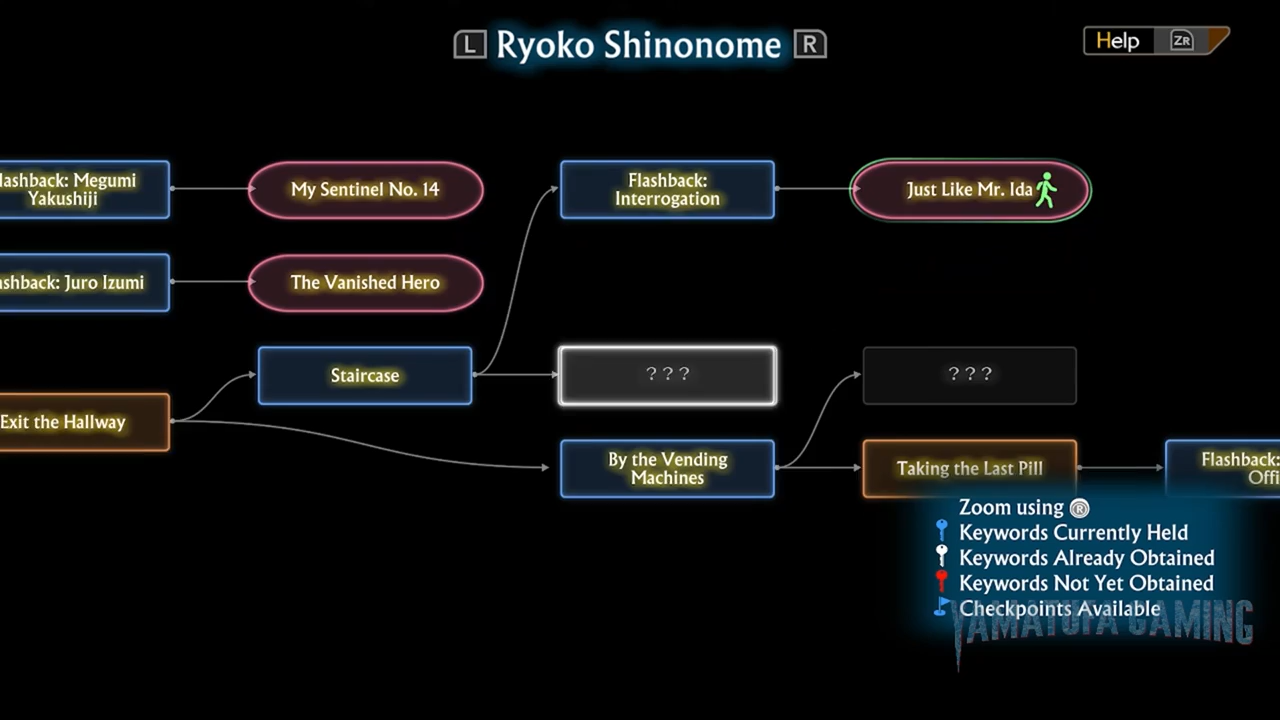 L Ryoko Shinonome R
Help ZR
lashback: Megumi
Yakushiji
My Sentinel No. 14
Flashback:
Interrogation
Just Like Mr. Ida
shback: Juro Izumi
The Vanished Hero
Staircase
? ? ?
? ? ?
Exit the Hallway
By the Vending
Machines
Taking the Last Pill
Flashback:
Offi
Zoom using R
Keywords Currently Held
Keywords Already Obtained
Keywords Not Yet Obtained
Checkpoints Available
YAMATUFA GAMING